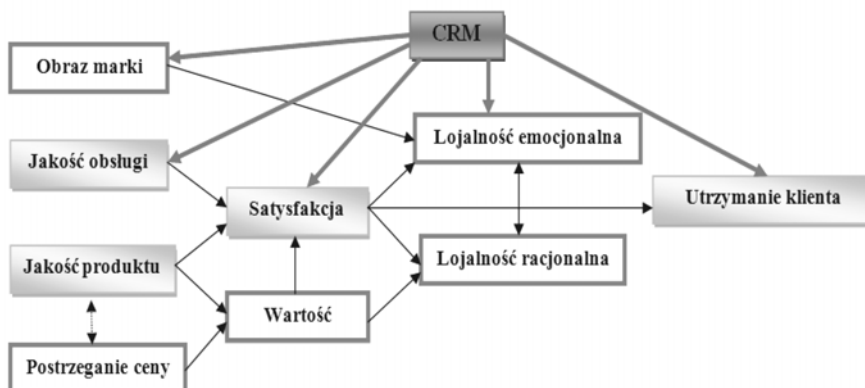 CRM
Obraz marki
Lojalność emocjonalna
Jakość obsługi
Satysfakcja
Utrzymanie klienta
Jakość produktu
Lojalność racjonalna
Wartość
Postrzeganie ceny